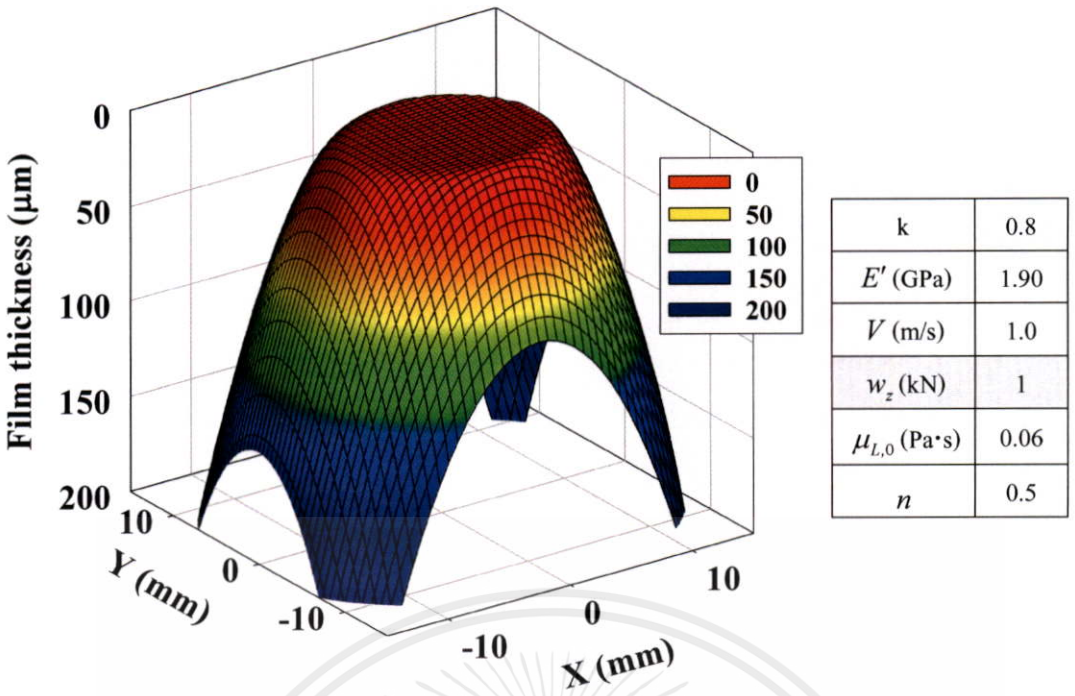 Film thickness (μm)
0
50
100
150
200
10
0
-10
Y (mm)
-10
0
10
X (mm)
0
50
100
150
200
k 0.8
E′ (GPa) 1.90
V (m/s) 1.0
w_z (kN) 1
μ_{L,0} (Pa·s) 0.06
n 0.5